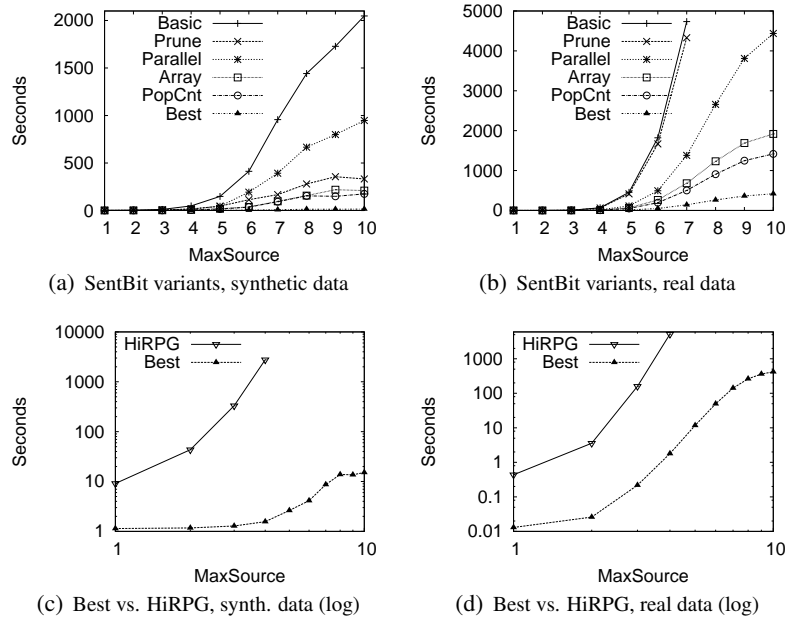 Seconds
2000
1500
1000
500
0
Basic
Prune
Parallel
Array
PopCnt
Best
1 2 3 4 5 6 7 8 9 10
MaxSource
(a) SentBit variants, synthetic data
Seconds
5000
4000
3000
2000
1000
0
Basic
Prune
Parallel
Array
PopCnt
Best
1 2 3 4 5 6 7 8 9 10
MaxSource
(b) SentBit variants, real data
Seconds
10000
1000
100
10
1
HiRPG
Best
1 10
MaxSource
(c) Best vs. HiRPG, synth. data (log)
Seconds
1000
100
10
1
0.1
0.01
HiRPG
Best
1 10
MaxSource
(d) Best vs. HiRPG, real data (log)